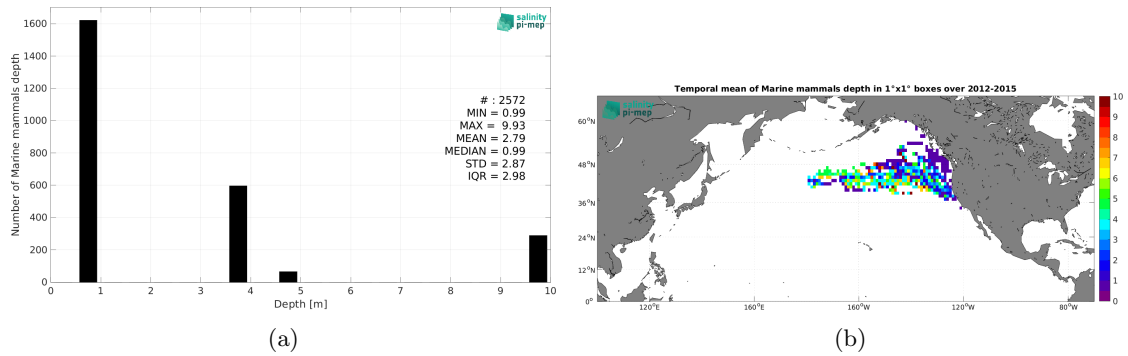 1600
1400
1200
1000
800
600
400
200
0
Number of Marine mammals depth
0 1 2 3 4 5 6 7 8 9 10
Depth [m]
salinity
pi-mep
# : 2572
MIN = 0.99
MAX = 9.93
MEAN = 2.79
MEDIAN = 0.99
STD = 2.87
IQR = 2.98
(a)
Temporal mean of Marine mammals depth in 1°x1° boxes over 2012-2015
salinity
pi-mep
60°N
48°N
36°N
24°N
12°N
0°
120°E 160°E 160°W 120°W 80°W
10
9
8
7
6
5
4
3
2
1
0
(b)